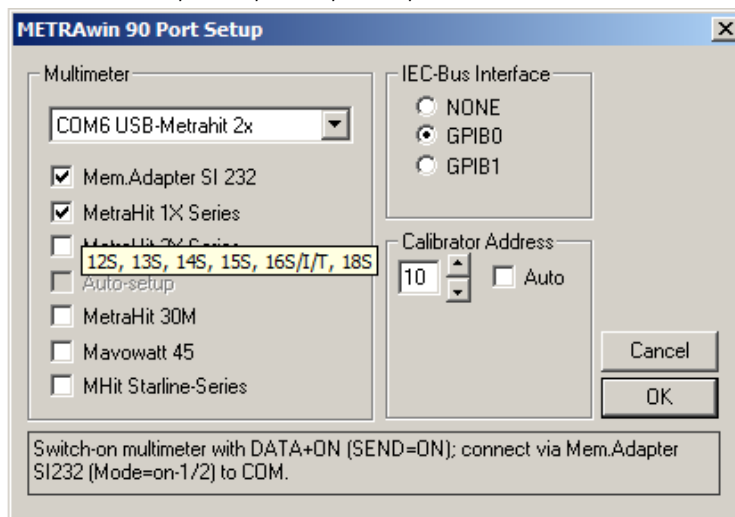 METRAwin 90 Port Setup
Multimeter
COM6 USB-Metrahit 2x
Mem.Adapter SI 232
MetraHit 1X Series
12S, 13S, 14S, 15S, 16S/I/T, 18S
Auto-setup
MetraHit 30M
Mavowatt 45
MHit Starline-Series
IEC-Bus Interface
NONE
GPIB0
GPIB1
Calibrator Address
10
Auto
Cancel
OK
Switch-on multimeter with DATA+ON (SEND=ON); connect via Mem.Adapter
SI232 (Mode=on-1/2) to COM.